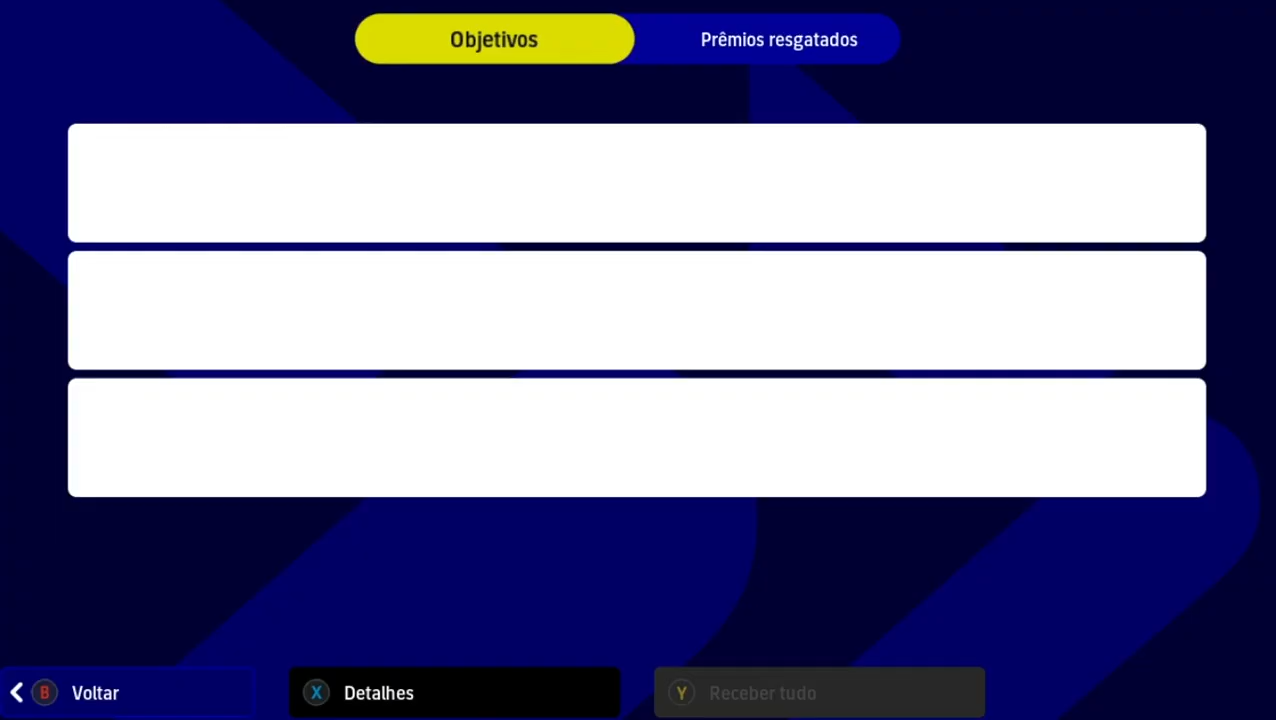 Objetivos
Prêmios resgatados
B Voltar
X Detalhes
Y Receber tudo